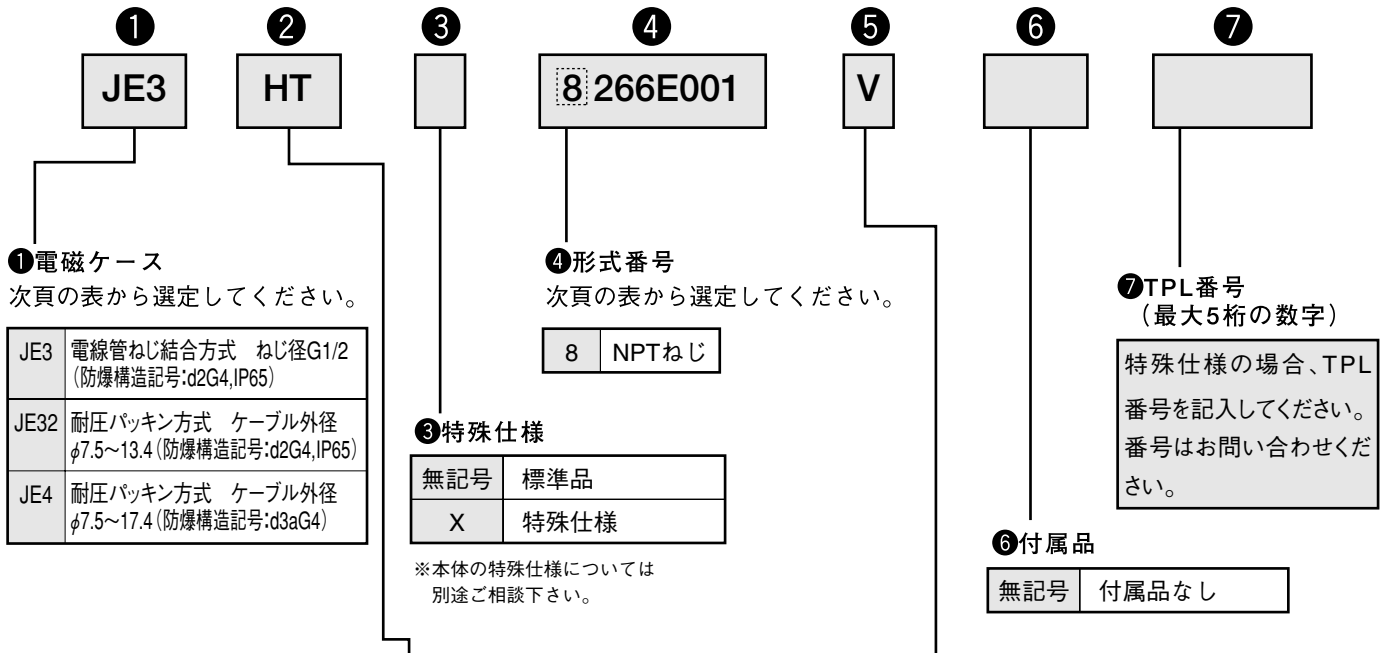 ❶ ❷ ❸ ❹ ❺ ❻ ❼
JE3 HT 8 266E001 V
❶電磁ケース
次頁の表から選定してください。
JE3 電線管ねじ結合方式 ねじ径G1/2
(防爆構造記号:d2G4,IP65)
JE32 耐圧パッキン方式 ケーブル外径
φ7.5〜13.4(防爆構造記号:d2G4,IP65)
JE4 耐圧パッキン方式 ケーブル外径
φ7.5〜17.4(防爆構造記号:d3aG4)
❸特殊仕様
無記号 標準品
X 特殊仕様
※本体の特殊仕様については
別途ご相談下さい。
❹形式番号
次頁の表から選定してください。
8 NPTねじ
❻付属品
無記号 付属品なし
❼TPL番号
(最大5桁の数字)
特殊仕様の場合、TPL
番号を記入してください。
番号はお問い合わせくだ
さい。